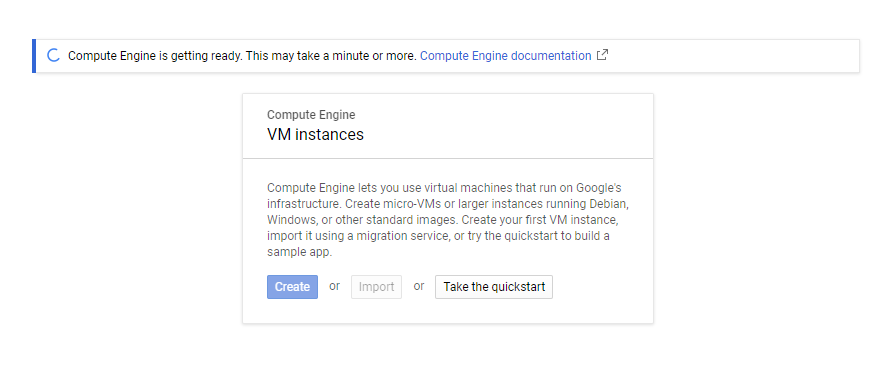 Compute Engine is getting ready. This may take a minute or more. Compute Engine documentation
Compute Engine
VM instances
Compute Engine lets you use virtual machines that run on Google's
infrastructure. Create micro-VMs or larger instances running Debian,
Windows, or other standard images. Create your first VM instance,
import it using a migration service, or try the quickstart to build a
sample app.
Create or Import or Take the quickstart